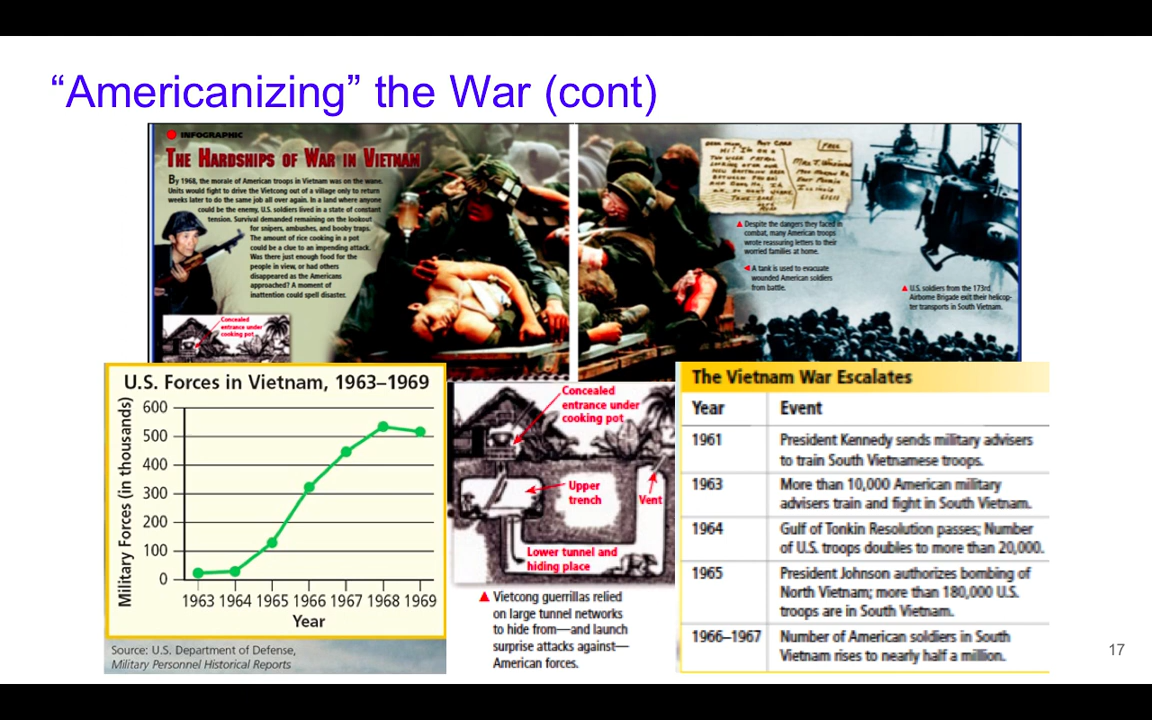 “Americanizing” the War (cont)
INFOGRAPHIC
THE HARDSHIPS OF WAR IN VIETNAM
By 1968, the morale of American troops in Vietnam was on the wane.
Units would fight to drive the Vietcong out of a village only to return
weeks later to do the same job all over again. In a land where anyone
could be the enemy, U.S. soldiers lived in a state of constant
tension. Survival demanded remaining on the lookout
for snipers, ambushes, and booby traps.
The amount of rice cooking in a pot
could be a clue to an impending attack.
Was there just enough food for the
people in view, or had others
disappeared as the Americans
approached? A moment of
inattention could spell disaster.
Concealed
entrance under
cooking pot
FREE
Despite the dangers they faced in
combat, many American troops
wrote reassuring letters to their
worried families at home.
A tank is used to evacuate
wounded American soldiers
from battle.
U.S. soldiers from the 173rd
Airborne Brigade exit their helicop-
ter transports in South Vietnam.
U.S. Forces in Vietnam, 1963–1969
Military Forces (in thousands)
600
500
400
300
200
100
0
1963 1964 1965 1966 1967 1968 1969
Year
Source: U.S. Department of Defense,
Military Personnel Historical Reports
Concealed
entrance under
cooking pot
Upper
trench
Vent
Lower tunnel and
hiding place
Vietcong guerrillas relied
on large tunnel networks
to hide from—and launch
surprise attacks against—
American forces.
The Vietnam War Escalates
Year Event
1961 President Kennedy sends military advisers
to train South Vietnamese troops.
1963 More than 10,000 American military
advisers train and fight in South Vietnam.
1964 Gulf of Tonkin Resolution passes; Number
of U.S. troops doubles to more than 20,000.
1965 President Johnson authorizes bombing of
North Vietnam; more than 180,000 U.S.
troops are in South Vietnam.
1966–1967 Number of American soldiers in South
Vietnam rises to nearly half a million.
17